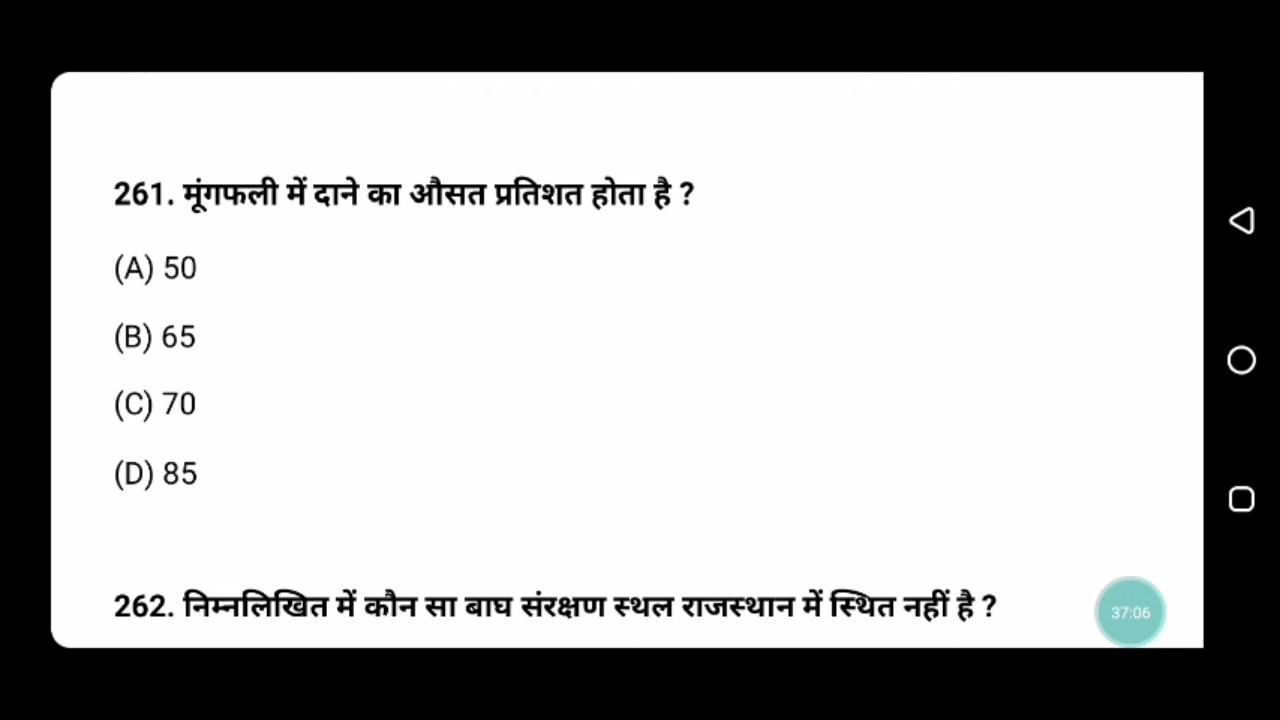 261. मूंगफली में दाने का औसत प्रतिशत होता है ?
(A) 50
(B) 65
(C) 70
(D) 85
262. निम्नलिखित में कौन सा बाघ संरक्षण स्थल राजस्थान में स्थित नहीं है ?
37:06